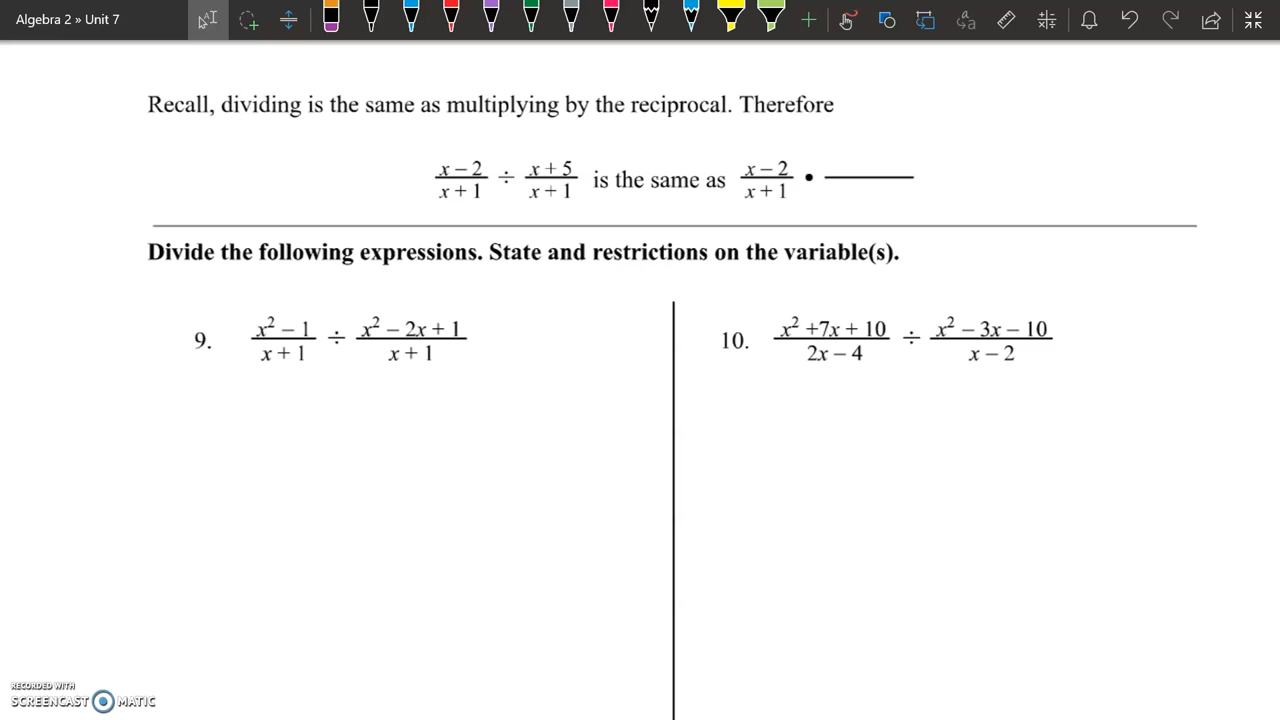 Algebra 2 » Unit 7
Recall, dividing is the same as multiplying by the reciprocal. Therefore
(x – 2)/(x + 1) ÷ (x + 5)/(x + 1) is the same as (x – 2)/(x + 1) • ______
Divide the following expressions. State and restrictions on the variable(s).
9. (x² – 1)/(x + 1) ÷ (x² – 2x + 1)/(x + 1)
10. (x² +7x + 10)/(2x – 4) ÷ (x² – 3x – 10)/(x – 2)
RECORDED WITH
SCREENCAST MATIC